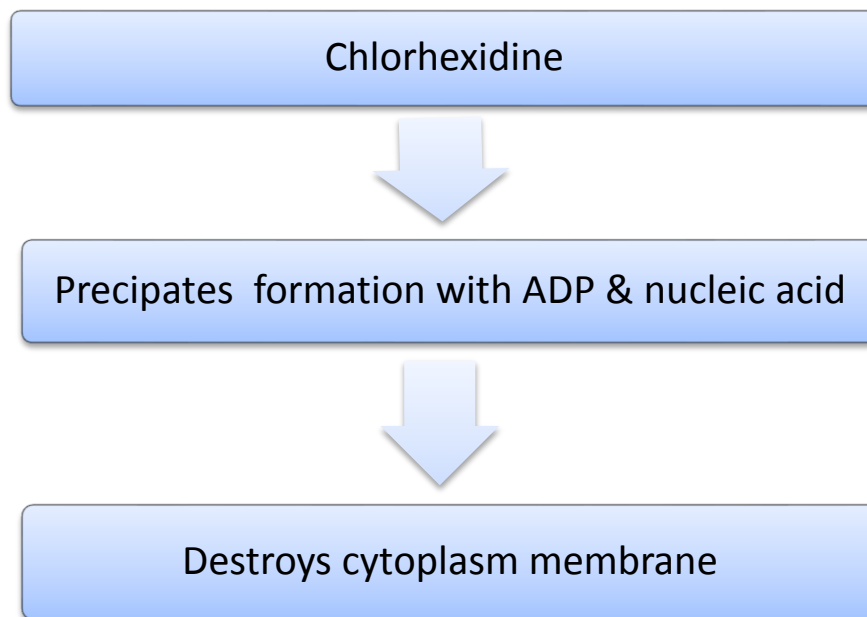 Chlorhexidine
Precipates formation with ADP & nucleic acid
Destroys cytoplasm membrane